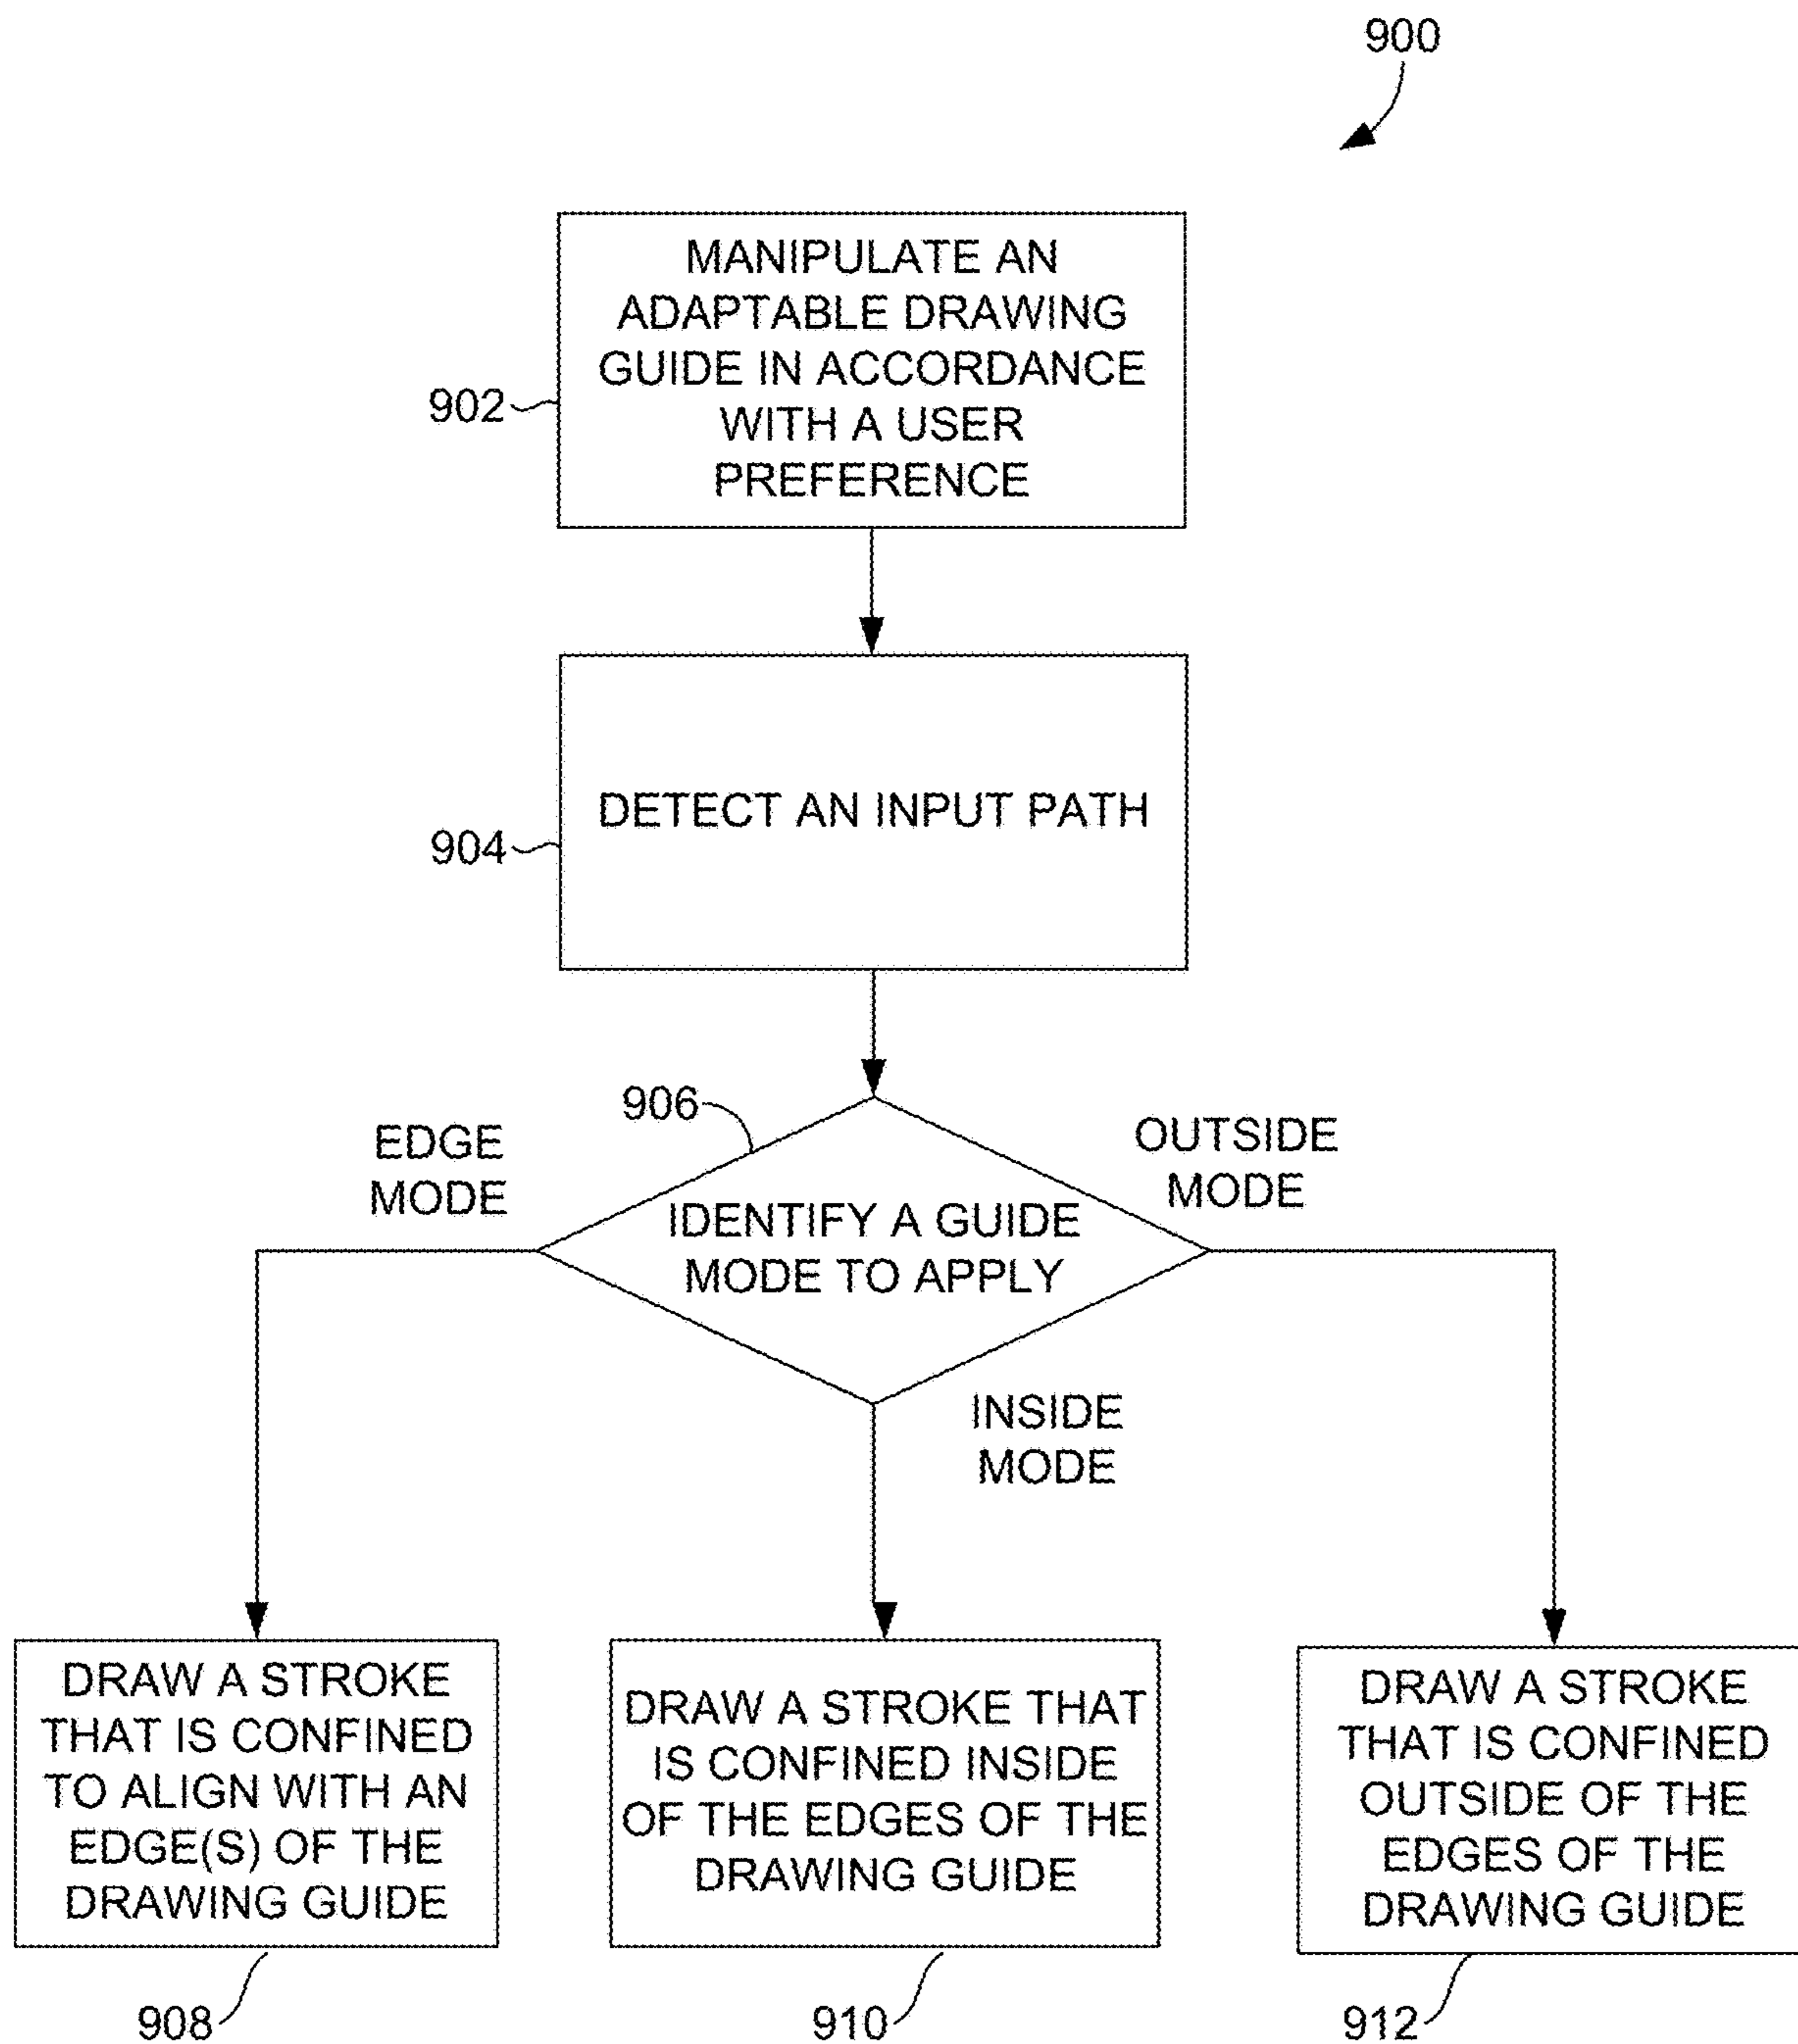 900
MANIPULATE AN
ADAPTABLE DRAWING
GUIDE IN ACCORDANCE
WITH A USER
PREFERENCE
902
DETECT AN INPUT PATH
904
906
EDGE
MODE
OUTSIDE
MODE
IDENTIFY A GUIDE
MODE TO APPLY
INSIDE
MODE
DRAW A STROKE
THAT IS CONFINED
TO ALIGN WITH AN
EDGE(S) OF THE
DRAWING GUIDE
DRAW A STROKE THAT
IS CONFINED INSIDE
OF THE EDGES OF THE
DRAWING GUIDE
DRAW A STROKE
THAT IS CONFINED
OUTSIDE OF THE
EDGES OF THE
DRAWING GUIDE
908
910
912